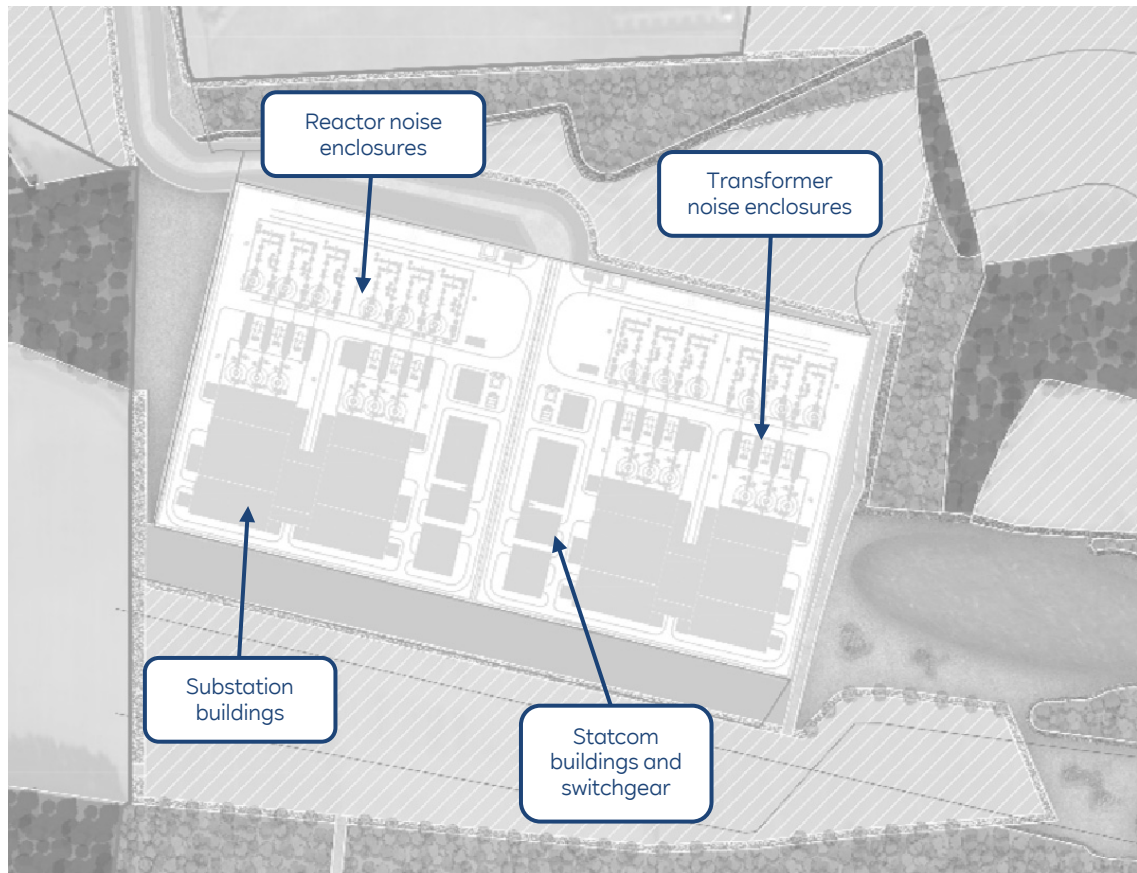 Reactor noise
enclosures
Transformer
noise enclosures
Substation
buildings
Statcom
buildings and
switchgear